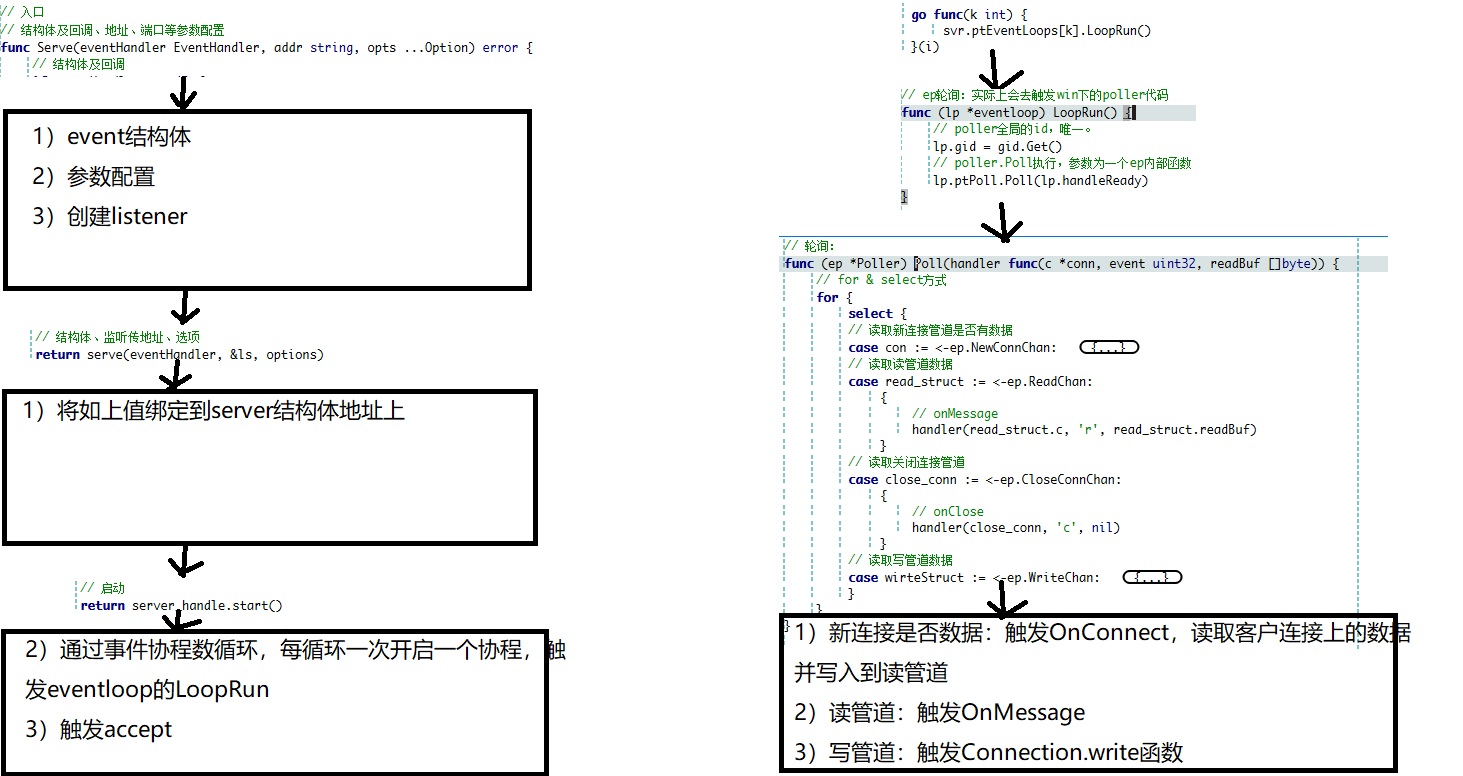 // 入口
// 结构体及回调、地址、端口等参数配置
func Serve(eventHandler EventHandler, addr string, opts ...Option) error {
// 结构体及回调
1）event结构体
2）参数配置
3）创建listener
// 结构体、监听传地址、选项
return serve(eventHandler, &ls, options)
1）将如上值绑定到server结构体地址上
// 启动
return server_handle.start()
2）通过事件协程数循环，每循环一次开启一个协程，触
发eventloop的LoopRun
3）触发accept
go func(k int) {
svr.ptEventLoops[k].LoopRun()
}(i)
// ep轮询：实际上会去触发win下的poller代码
func (lp *eventloop) LoopRun() {
// poller全局的id，唯一。
lp.gid = gid.Get()
// poller.Poll执行，参数为一个ep内部函数
lp.ptPoll.Poll(lp.handleReady)
}
// 轮询：
func (ep *Poller) Poll(handler func(c *conn, event uint32, readBuf []byte)) {
// for & select方式
for {
select {
// 读取新连接管道是否有数据
case con := <-ep.NewConnChan: {...}
// 读取读管道数据
case read_struct := <-ep.ReadChan:
{
// onMessage
handler(read_struct.c, 'r', read_struct.readBuf)
}
// 读取关闭连接管道
case close_conn := <-ep.CloseConnChan:
{
// onClose
handler(close_conn, 'c', nil)
}
// 读取写管道数据
case wirteStruct := <-ep.WriteChan: {...}
}
}
}
1）新连接是否数据：触发OnConnect，读取客户连接上的数据
并写入到读管道
2）读管道：触发OnMessage
3）写管道：触发Connection.write函数